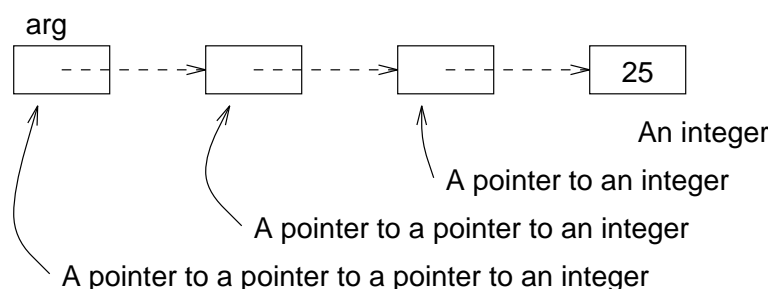 arg
25
An integer
A pointer to an integer
A pointer to a pointer to an integer
A pointer to a pointer to a pointer to an integer